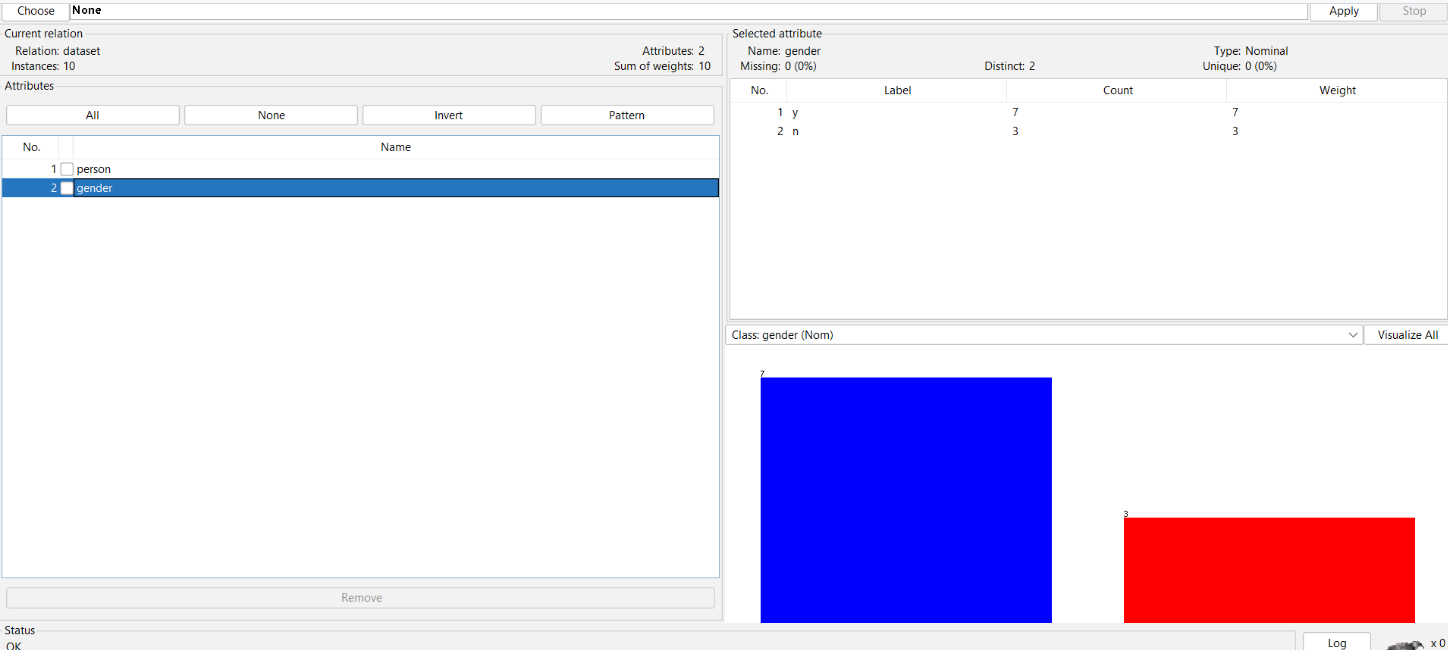 Choose None Apply Stop
Current relation
Relation: dataset Attributes: 2
Instances: 10 Sum of weights: 10
Attributes
All None Invert Pattern
No. Name
1 person
2 gender
Remove
Selected attribute
Name: gender Type: Nominal
Missing: 0 (0%) Distinct: 2 Unique: 0 (0%)
No. Label Count Weight
1 y 7 7
2 n 3 3
Class: gender (Nom) Visualize All
7
3
Status
OK
Log x 0